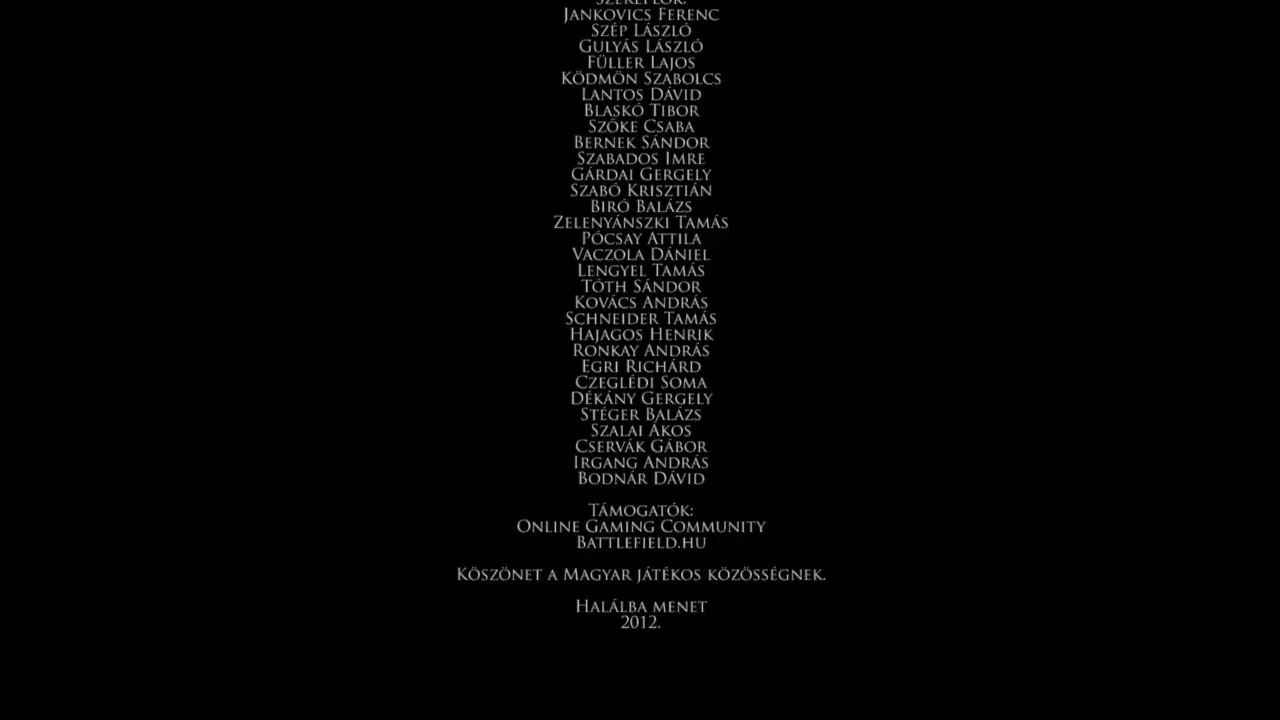 Szereplők:
Jankovics Ferenc
Szép László
Gulyás László
Füller Lajos
Ködmön Szabolcs
Lantos Dávid
Blaskó Tibor
Szőke Csaba
Bernek Sándor
Szabados Imre
Gárdai Gergely
Szabó Krisztián
Biró Balázs
Zelenyánszki Tamás
Pócsay Attila
Vaczola Dániel
Lengyel Tamás
Tóth Sándor
Kovács András
Schneider Tamás
Hajagos Henrik
Ronkay András
Egri Richárd
Czeglédi Soma
Dékány Gergely
Stéger Balázs
Szalai Ákos
Cservák Gábor
Irgang András
Bodnár Dávid
Támogatók:
Online Gaming Community
Battlefield.hu
Köszönet a Magyar játékos közösségnek.
Halálba menet
2012.